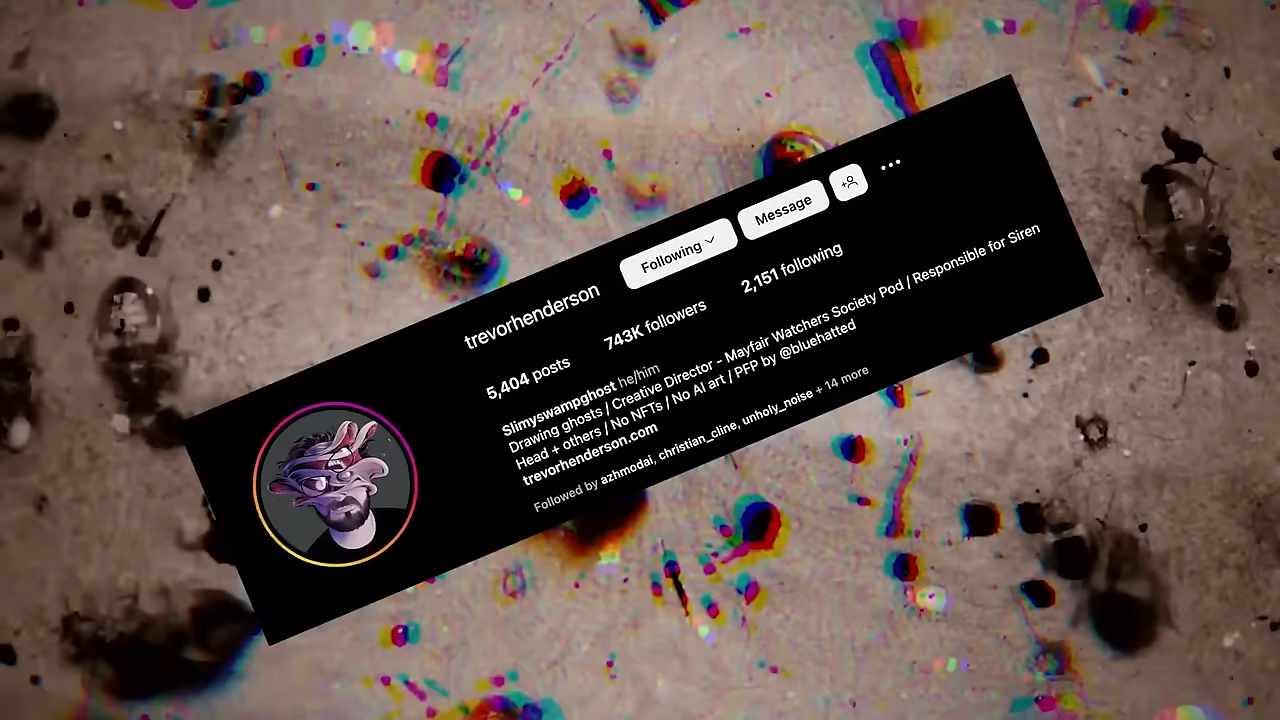 trevorhenderson
Following
Message
5,404 posts
743K followers
2,151 following
Slimyswampghost he/him
Drawing ghosts / Creative Director - Mayfair Watchers Society Pod / Responsible for Siren
Head + others / No NFTs / No AI art / PFP by @bluehatted
trevorhenderson.com
Followed by azhmodai, christian_cline, unholy_noise + 14 more